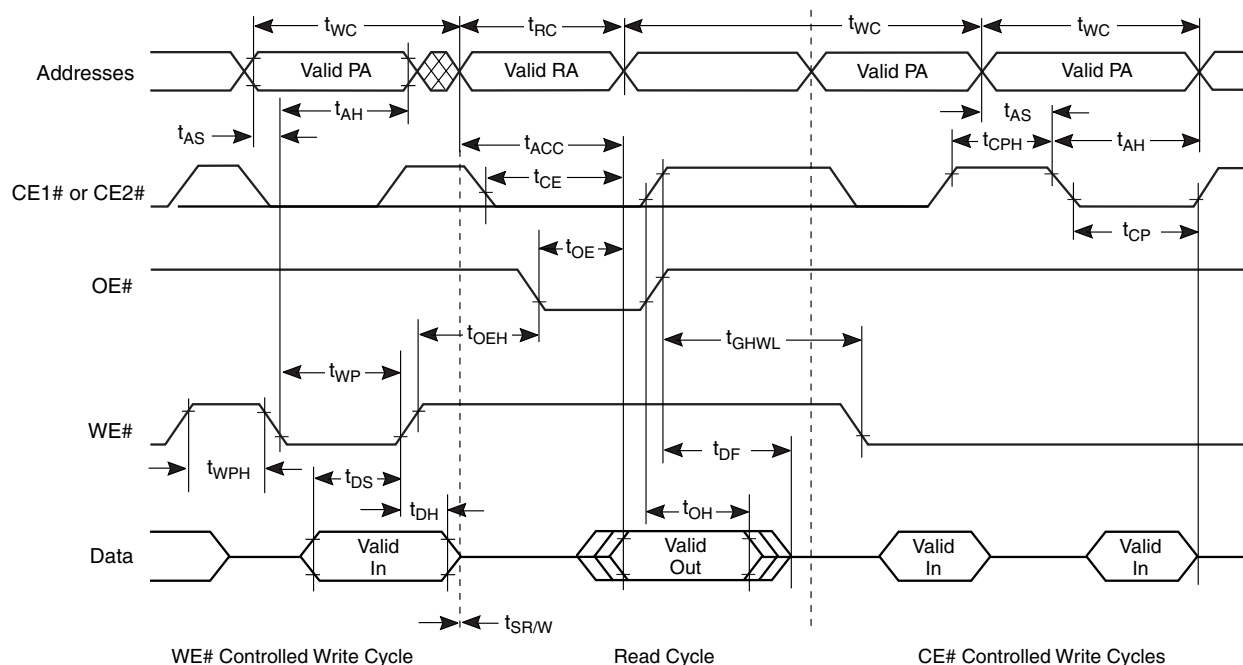 tWC tRC tWC tWC
Addresses Valid PA Valid RA Valid PA Valid PA
tAS tAH tAS
tACC tCPH tAH
CE1# or CE2# tCE
tOE tCP
OE#
tOEH tGHWL
tWP
WE#
tWPH tDS tDF
tDH tOH
Data Valid In Valid Out Valid In Valid In
tSR/W
WE# Controlled Write Cycle Read Cycle CE# Controlled Write Cycles